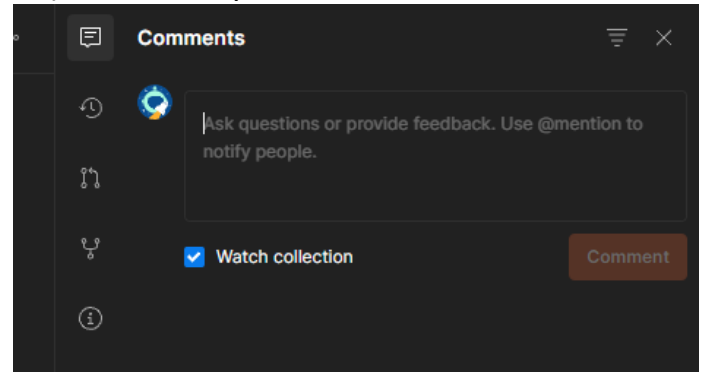 Comments
Ask questions or provide feedback. Use @mention to
notify people.
Watch collection
Comment